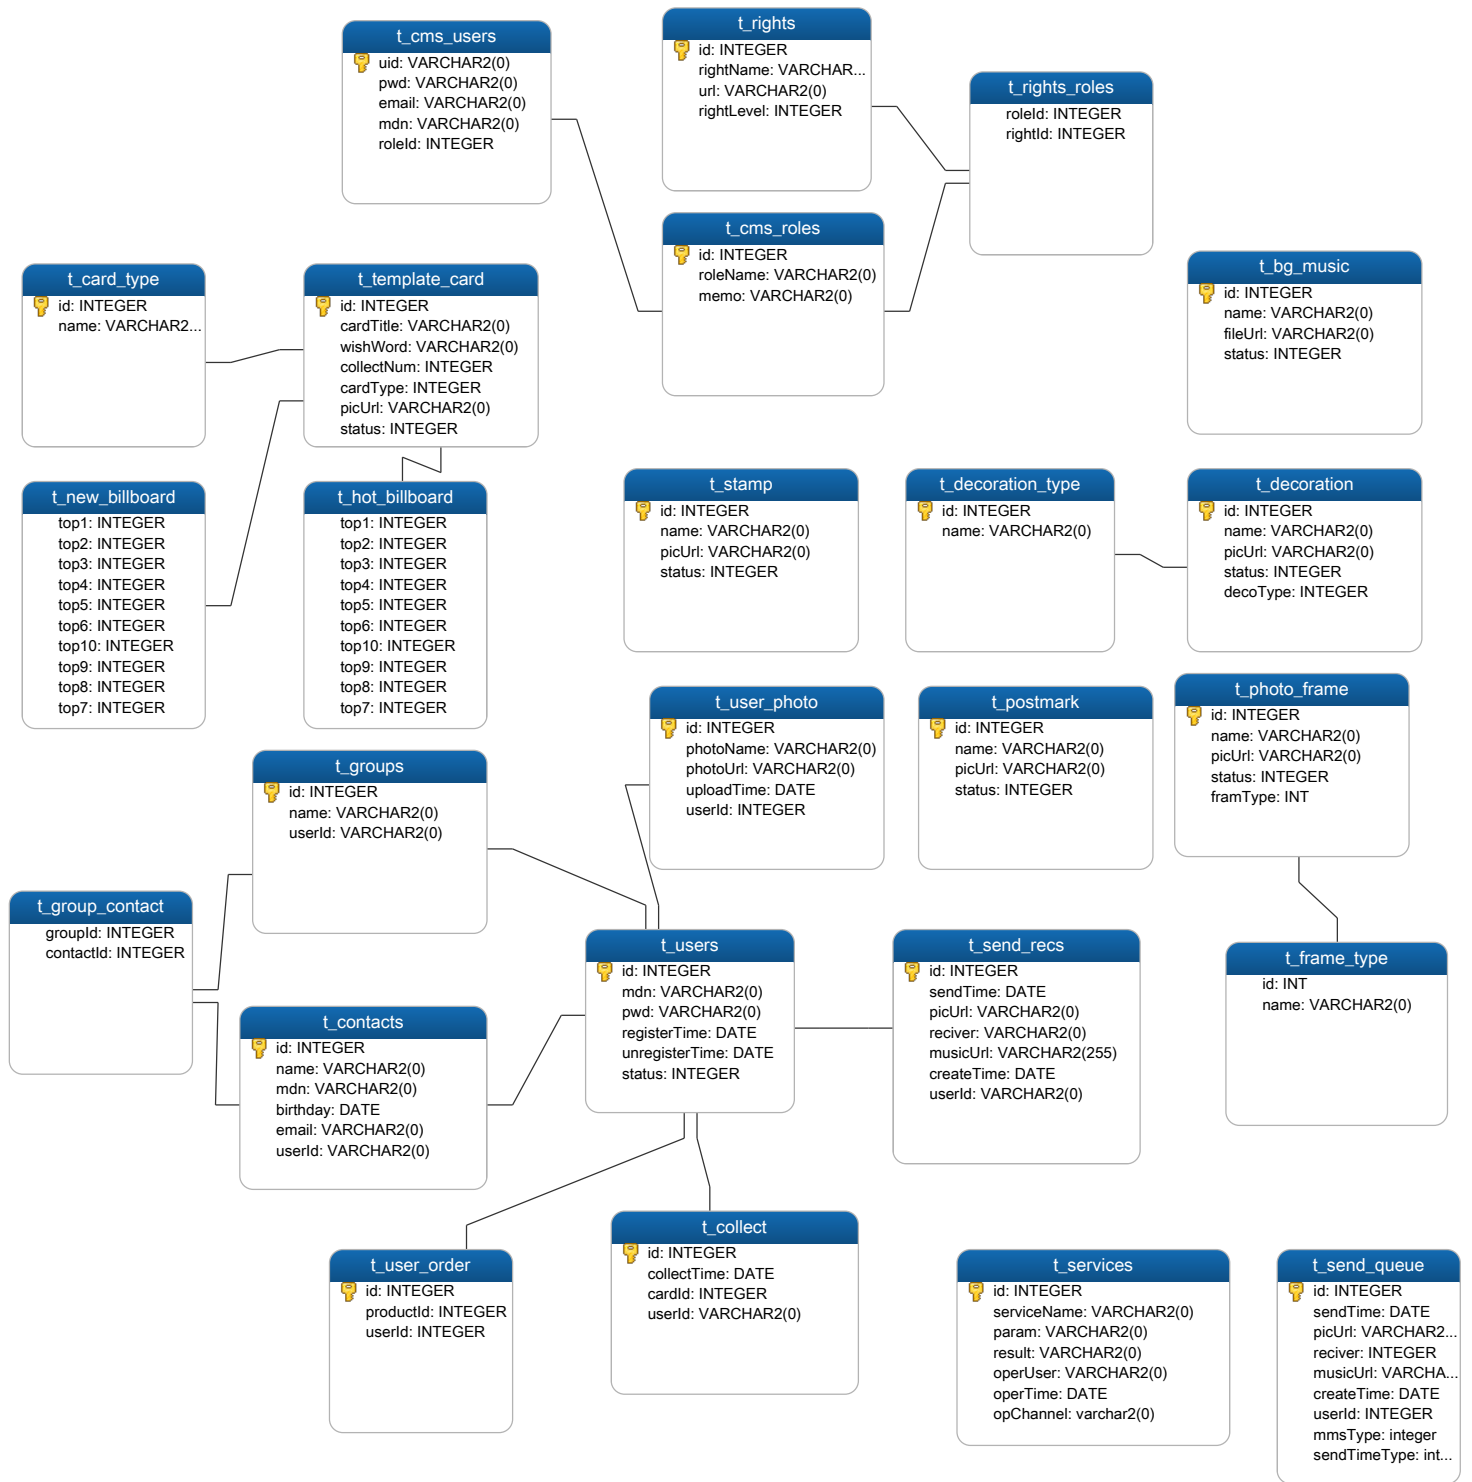 t_cms_users
uid: VARCHAR2(0)
pwd: VARCHAR2(0)
email: VARCHAR2(0)
mdn: VARCHAR2(0)
roleId: INTEGER
t_rights
id: INTEGER
rightName: VARCHAR...
url: VARCHAR2(0)
rightLevel: INTEGER
t_rights_roles
roleId: INTEGER
rightId: INTEGER
t_cms_roles
id: INTEGER
roleName: VARCHAR2(0)
memo: VARCHAR2(0)
t_card_type
id: INTEGER
name: VARCHAR2...
t_template_card
id: INTEGER
cardTitle: VARCHAR2(0)
wishWord: VARCHAR2(0)
collectNum: INTEGER
cardType: INTEGER
picUrl: VARCHAR2(0)
status: INTEGER
t_bg_music
id: INTEGER
name: VARCHAR2(0)
fileUrl: VARCHAR2(0)
status: INTEGER
t_new_billboard
top1: INTEGER
top2: INTEGER
top3: INTEGER
top4: INTEGER
top5: INTEGER
top6: INTEGER
top10: INTEGER
top9: INTEGER
top8: INTEGER
top7: INTEGER
t_hot_billboard
top1: INTEGER
top2: INTEGER
top3: INTEGER
top4: INTEGER
top5: INTEGER
top6: INTEGER
top10: INTEGER
top9: INTEGER
top8: INTEGER
top7: INTEGER
t_stamp
id: INTEGER
name: VARCHAR2(0)
picUrl: VARCHAR2(0)
status: INTEGER
t_decoration_type
id: INTEGER
name: VARCHAR2(0)
t_decoration
id: INTEGER
name: VARCHAR2(0)
picUrl: VARCHAR2(0)
status: INTEGER
decoType: INTEGER
t_user_photo
id: INTEGER
photoName: VARCHAR2(0)
photoUrl: VARCHAR2(0)
uploadTime: DATE
userId: INTEGER
t_postmark
id: INTEGER
name: VARCHAR2(0)
picUrl: VARCHAR2(0)
status: INTEGER
t_photo_frame
id: INTEGER
name: VARCHAR2(0)
picUrl: VARCHAR2(0)
status: INTEGER
framType: INT
t_groups
id: INTEGER
name: VARCHAR2(0)
userId: VARCHAR2(0)
t_group_contact
groupId: INTEGER
contactId: INTEGER
t_contacts
id: INTEGER
name: VARCHAR2(0)
mdn: VARCHAR2(0)
birthday: DATE
email: VARCHAR2(0)
userId: VARCHAR2(0)
t_users
id: INTEGER
mdn: VARCHAR2(0)
pwd: VARCHAR2(0)
registerTime: DATE
unregisterTime: DATE
status: INTEGER
t_send_recs
id: INTEGER
sendTime: DATE
picUrl: VARCHAR2(0)
reciver: VARCHAR2(0)
musicUrl: VARCHAR2(255)
createTime: DATE
userId: VARCHAR2(0)
t_frame_type
id: INT
name: VARCHAR2(0)
t_user_order
id: INTEGER
productId: INTEGER
userId: INTEGER
t_collect
id: INTEGER
collectTime: DATE
cardId: INTEGER
userId: VARCHAR2(0)
t_services
id: INTEGER
serviceName: VARCHAR2(0)
param: VARCHAR2(0)
result: VARCHAR2(0)
operUser: VARCHAR2(0)
operTime: DATE
opChannel: varchar2(0)
t_send_queue
id: INTEGER
sendTime: DATE
picUrl: VARCHAR2...
reciver: INTEGER
musicUrl: VARCHA...
createTime: DATE
userId: INTEGER
mmsType: integer
sendTimeType: int...